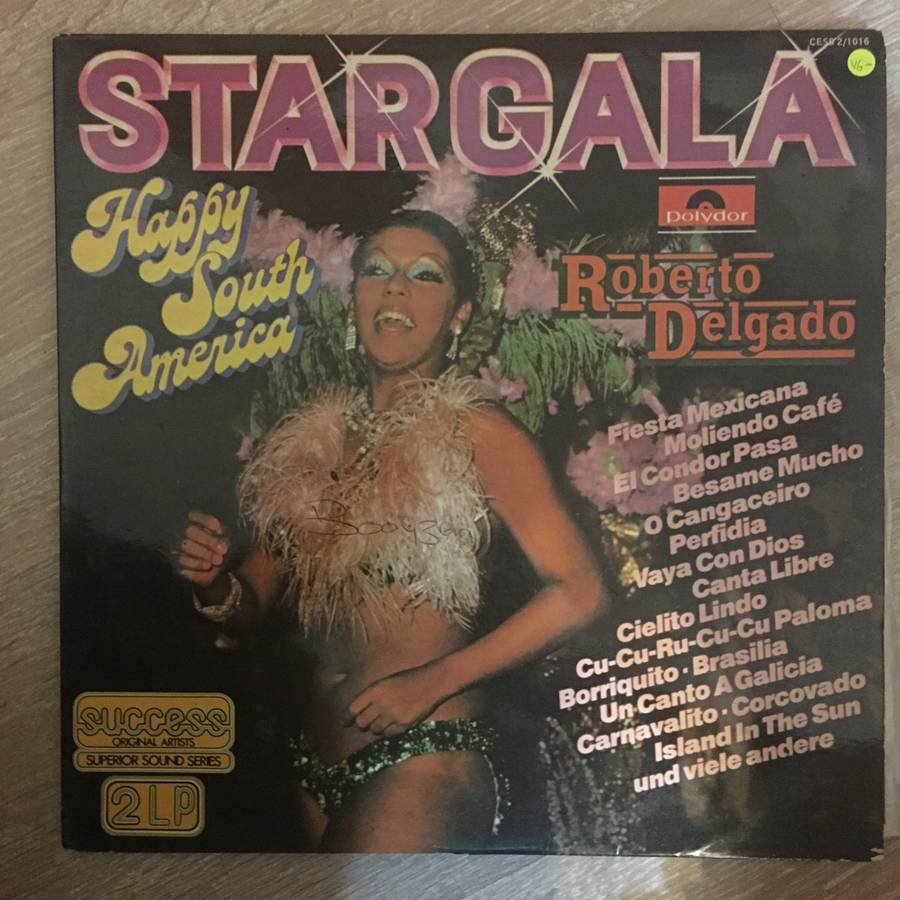 CESS 2/1016
VG-
STARGALA
Happy
South
America
polydor
Roberto
Delgado
Fiesta Mexicana
Moliendo Café
El Condor Pasa
Besame Mucho
O Cangaceiro
Perfidia
Vaya Con Dios
Canta Libre
Cielito Lindo
Cu-Cu-Ru-Cu-Cu Paloma
Borriquito · Brasilia
Un Canto A Galicia
Carnavalito · Corcovado
Island In The Sun
und viele andere
success
ORIGINAL ARTISTS
SUPERIOR SOUND SERIES
2 LP